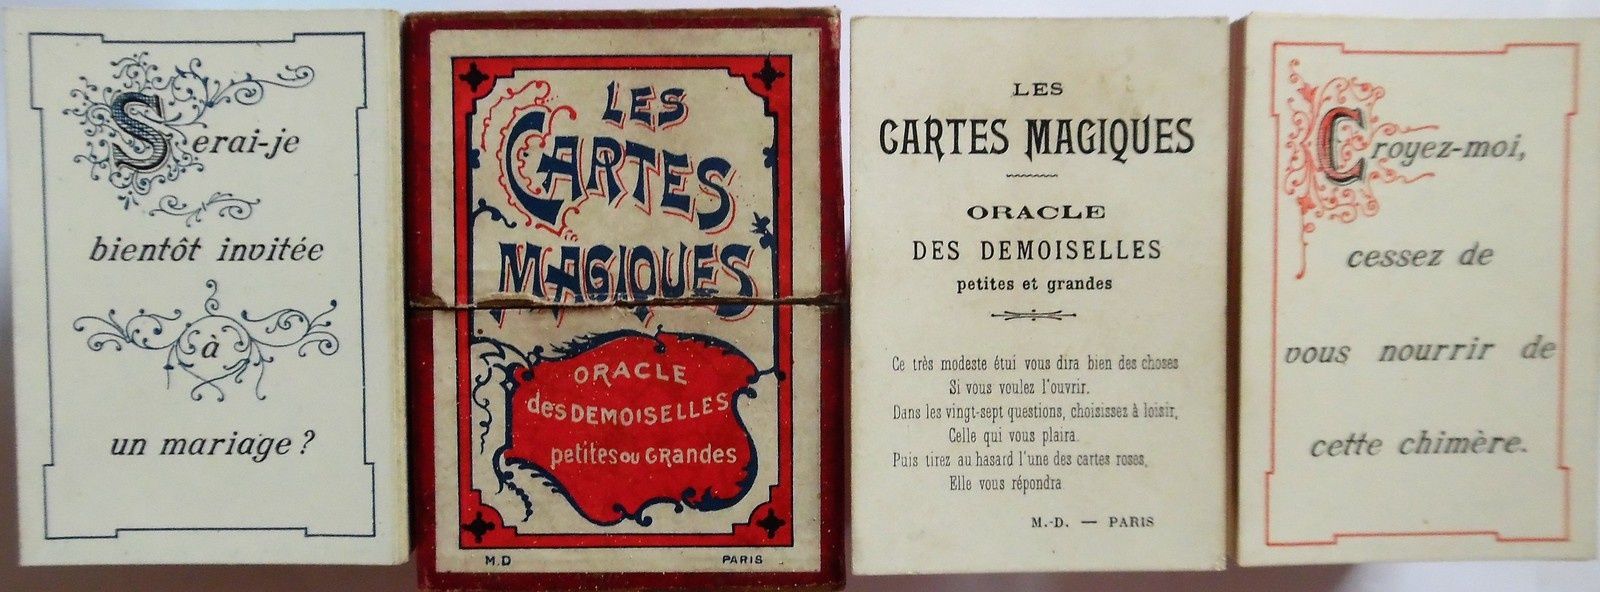 Serai-je
bientôt invitée
à
un mariage ?
LES
CARTES
MAGIQUES
ORACLE
des DEMOISELLES
petites ou GRandes
M.D
PARIS
LES
CARTES MAGIQUES
ORACLE
DES DEMOISELLES
petites et grandes
Ce très modeste étui vous dira bien des choses
Si vous voulez l'ouvrir.
Dans les vingt-sept questions, choisissez à loisir,
Celle qui vous plaira.
Puis tirez au hasard l'une des cartes roses,
Elle vous répondra
M.-D. — PARIS
Croyez-moi,
cessez de
vous nourrir de
cette chimère.